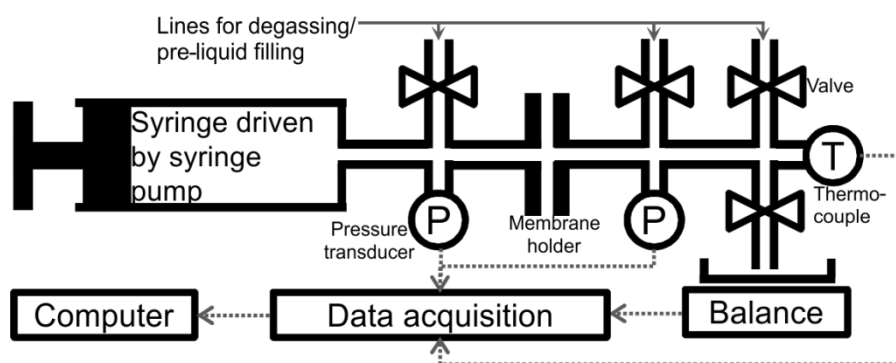 Lines for degassing/
pre-liquid filling
Valve
Syringe driven
by syringe
pump
T
Thermo-
couple
P
P
Pressure
transducer
Membrane
holder
Computer
Data acquisition
Balance